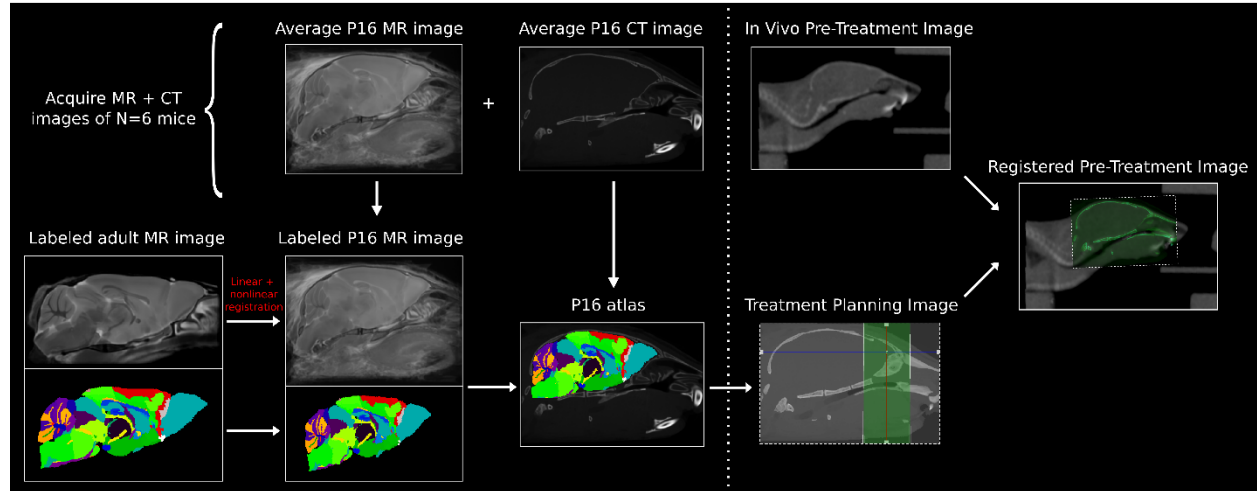 Average P16 MR image
Average P16 CT image
In Vivo Pre-Treatment Image
Acquire MR + CT
images of N=6 mice
+
Registered Pre-Treatment Image
Labeled adult MR image
Labeled P16 MR image
Linear +
nonlinear
registration
P16 atlas
Treatment Planning Image